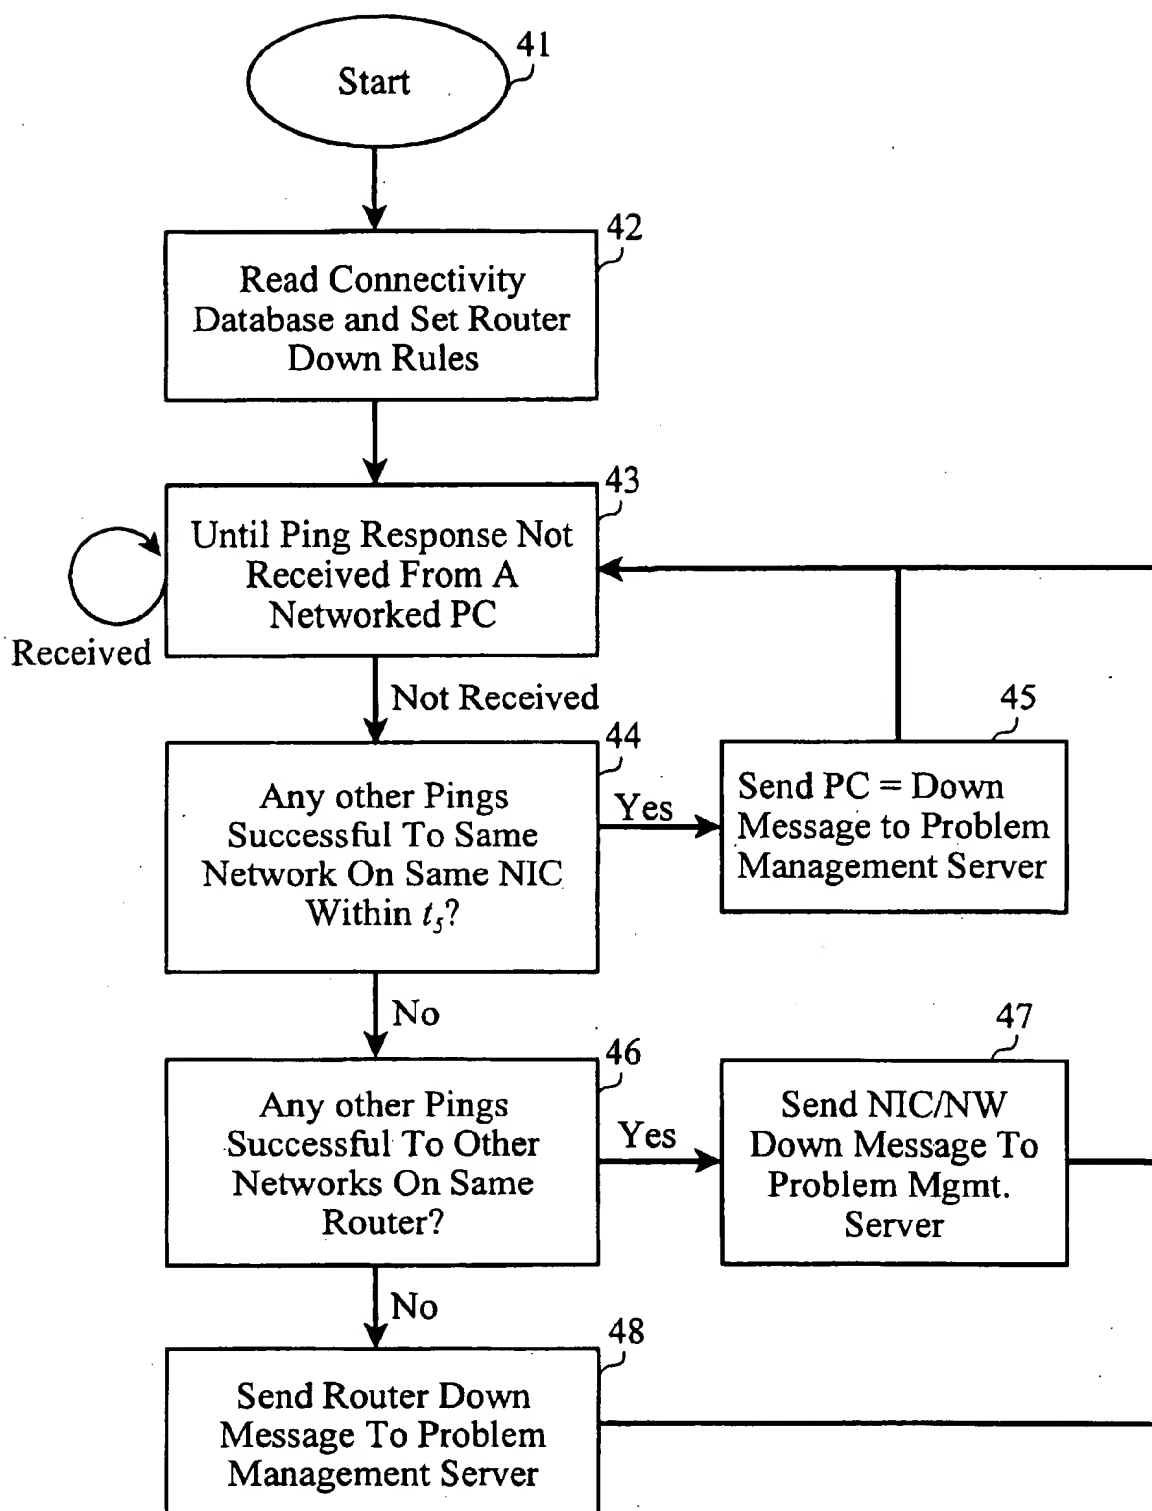 41
Start
42
Read Connectivity
Database and Set Router
Down Rules
43
Until Ping Response Not
Received From A
Networked PC
Received
Not Received
44
Any other Pings
Successful To Same
Network On Same NIC
Within t5?
Yes
45
Send PC = Down
Message to Problem
Management Server
No
46
Any other Pings
Successful To Other
Networks On Same
Router?
Yes
47
Send NIC/NW
Down Message To
Problem Mgmt.
Server
No
48
Send Router Down
Message To Problem
Management Server